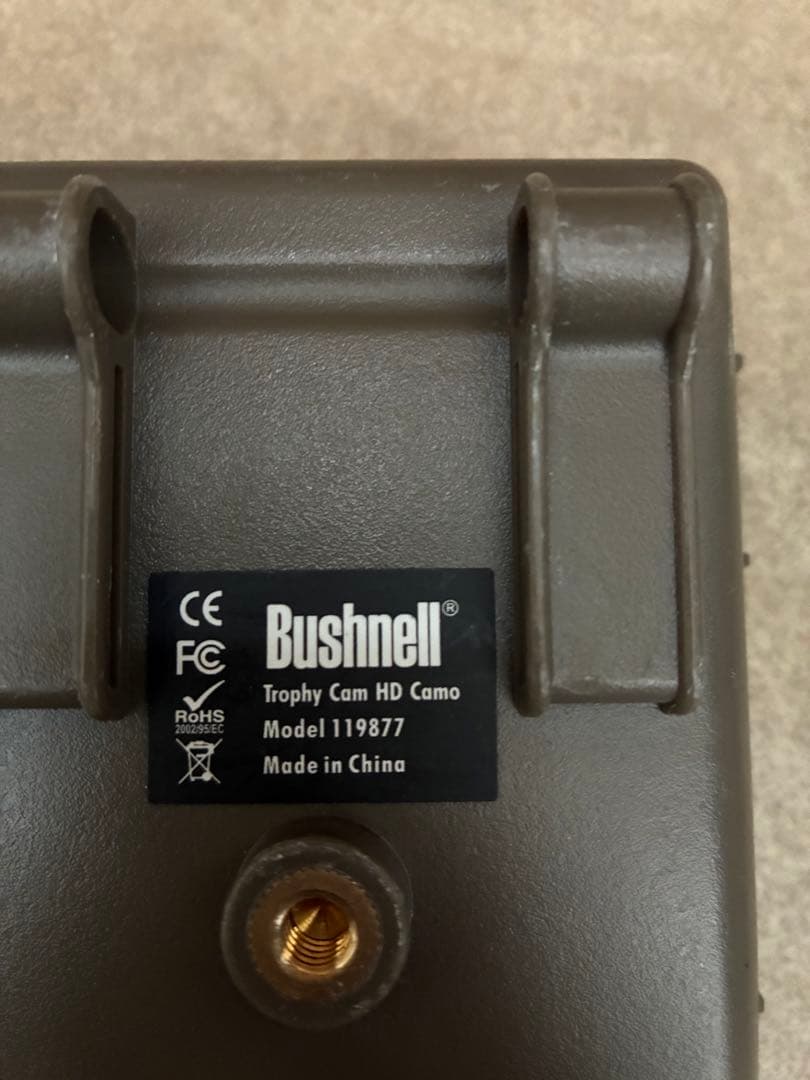 CE
FC
RoHS
2002/95/EC
Bushnell®
Trophy Cam HD Camo
Model 119877
Made in China